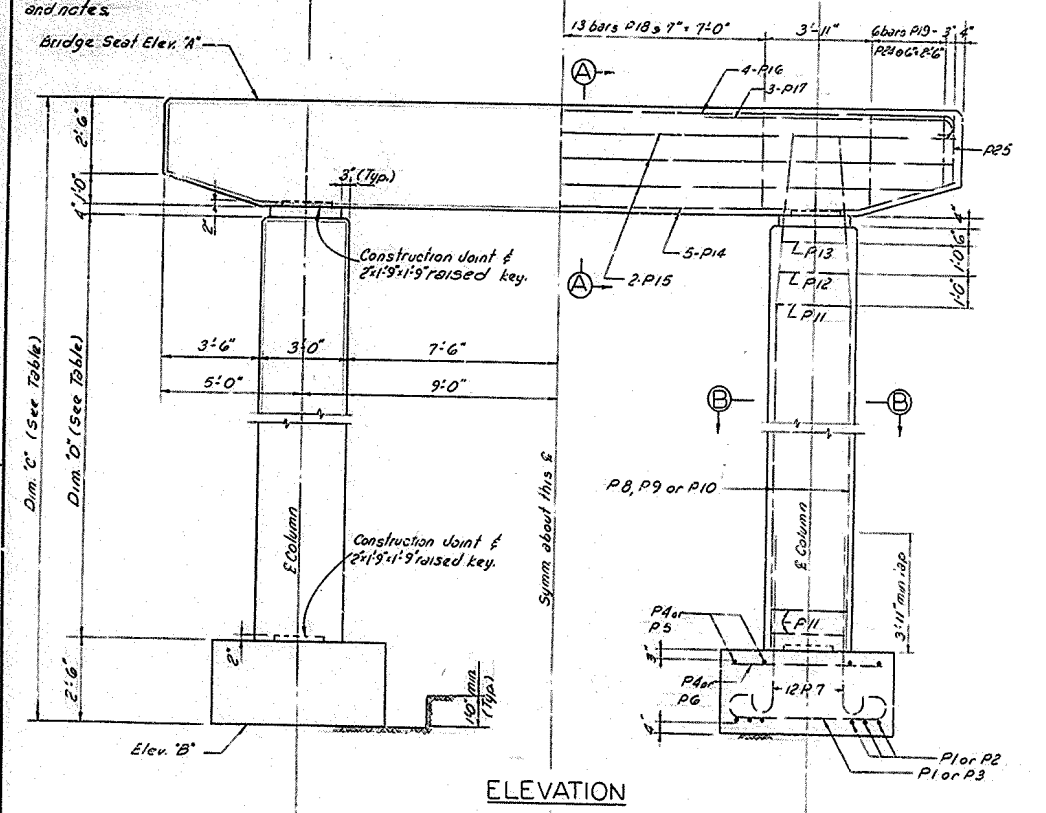 and notes.
Bridge Seat Elev. "A"
13 bars P18 @ 7" = 7'-0"
3'-11"
6 bars P19-
P24 @ 6" = 2'-6"
3"
4"
A
4-P16
3-P17
P25
2'-6"
1'-0"
4"
2"
3" (Typ.)
Construction Joint &
2"x1'-9"x1'-9" raised key.
5-P14
2-P15
A
P13
P12
P11
4"
6"
1'-0"
1'-0"
3'-6"
3'-0"
7'-6"
5'-0"
9'-0"
Dim. "C" (See Table)
Dim. "D" (See Table)
B
B
P8, P9 or P10
℄ Column
Symm about this ℄
℄ Column
Construction Joint &
2"x1'-9"x1'-9" raised key.
3'-11" min lap
P4 or
P5
P11
3"
P4 or
P6
12 P7
4"
2"
2'-6"
1'-0" min
(Typ.)
Elev. "B"
P1 or P2
P1 or P3
ELEVATION